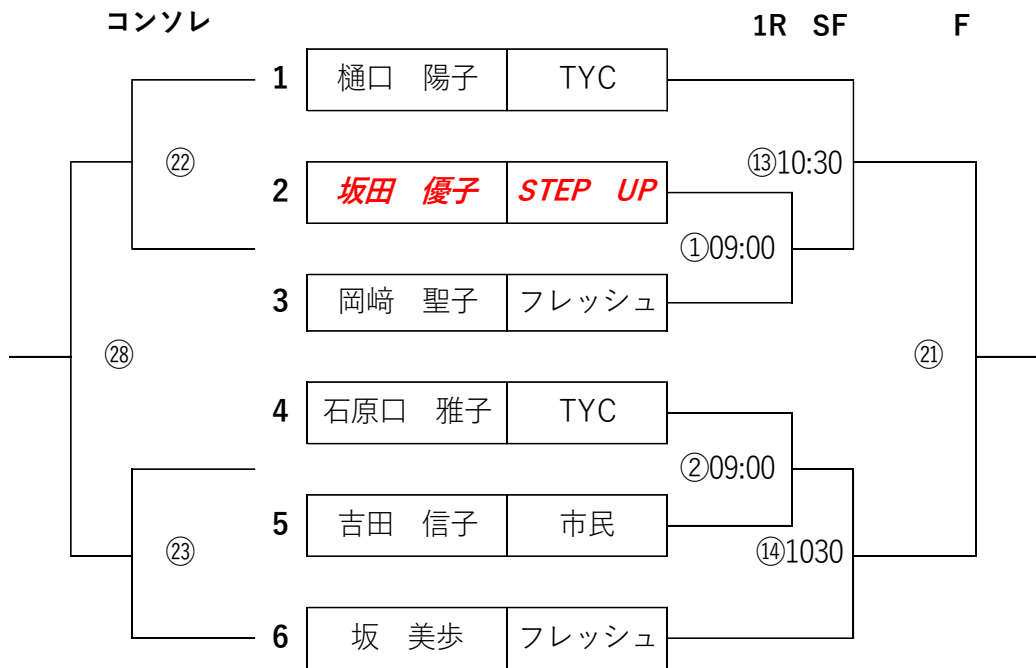 コンソレ 1R SF F
1 樋口 陽子 TYC
㉒ ⑬10:30
2 坂田 優子 STEP UP
①09:00
3 岡﨑 聖子 フレッシュ
㉘ ㉑
4 石原口 雅子 TYC
②09:00
5 吉田 信子 市民
㉓ ⑭1030
6 坂 美歩 フレッシュ